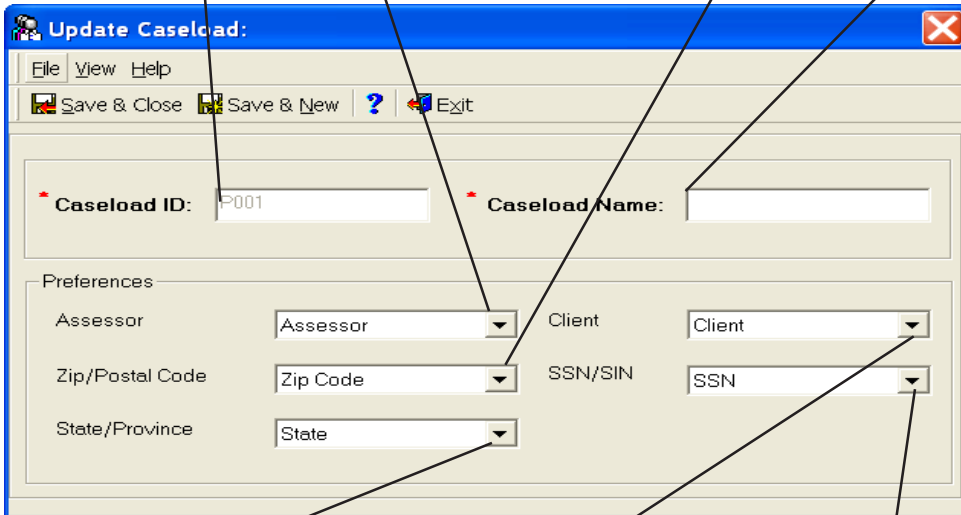 Update Caseload:
File View Help
Save & Close Save & New ? Exit
* Caseload ID: P001 * Caseload Name:
Preferences
Assessor Assessor Client Client
Zip/Postal Code Zip Code SSN/SIN SSN
State/Province State